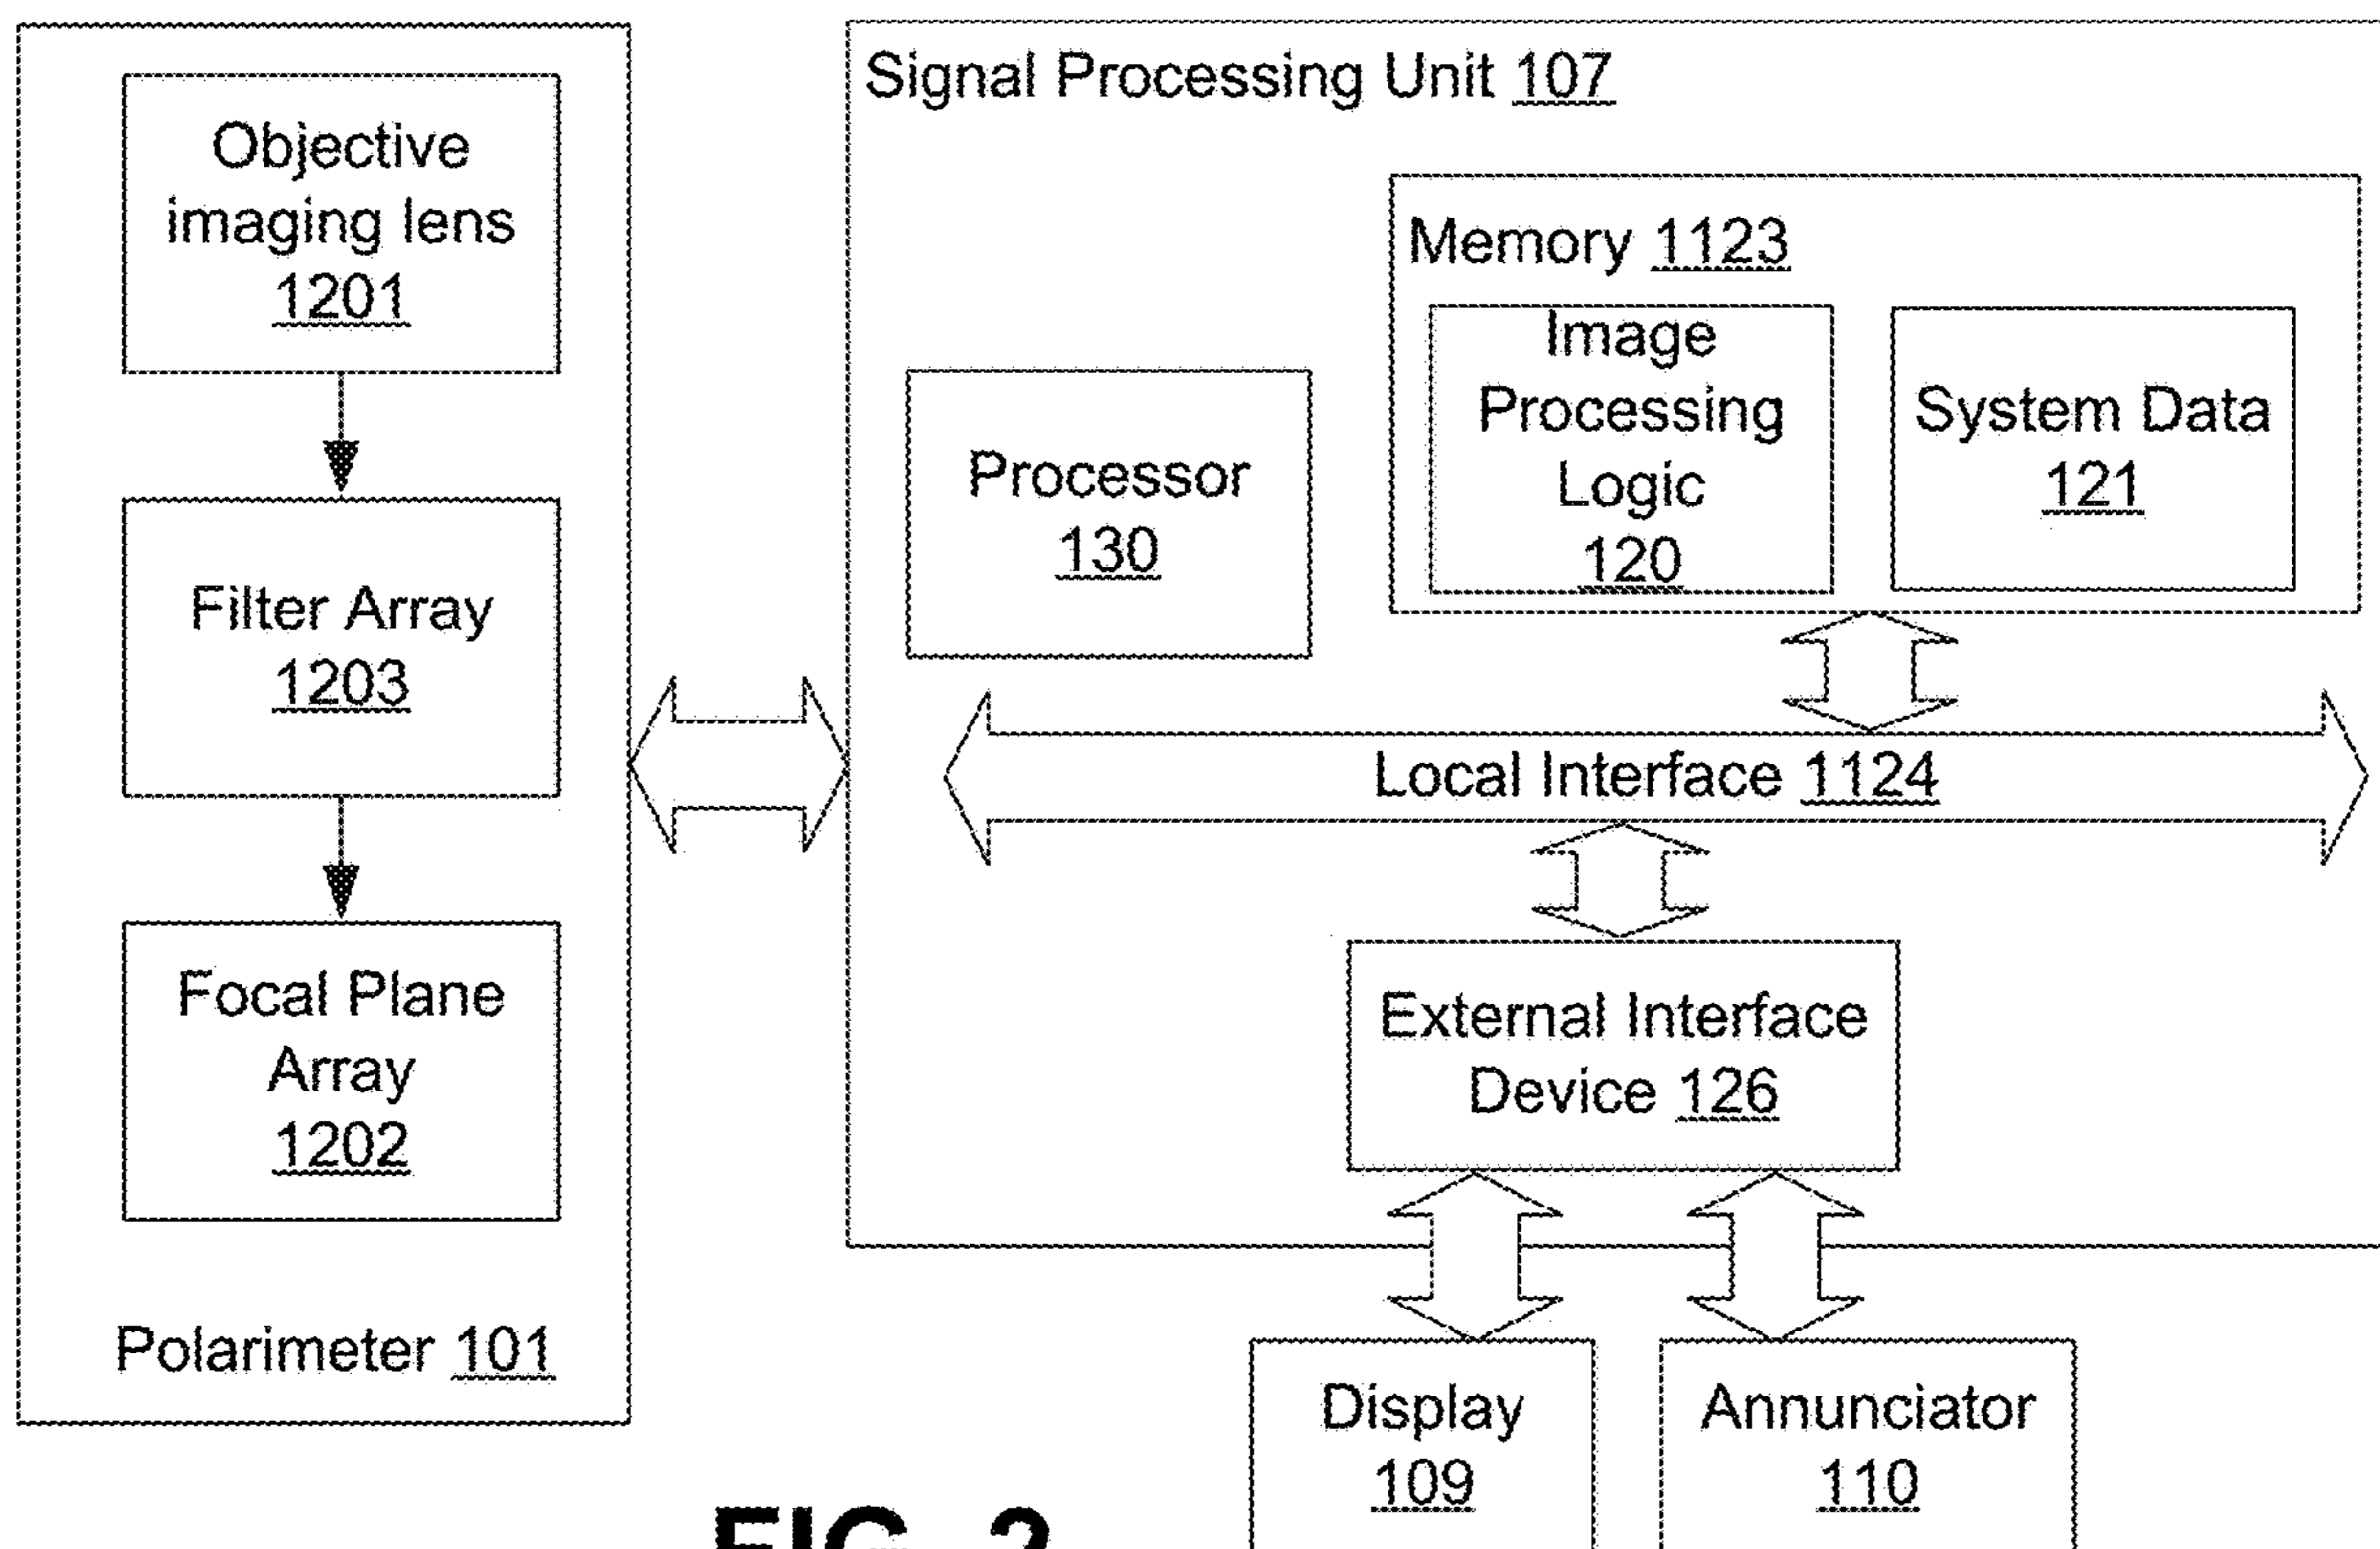 Objective
imaging lens
1201
Filter Array
1203
Focal Plane
Array
1202
Polarimeter 101
Signal Processing Unit 107
Memory 1123
Image
Processing
Logic
120
System Data
121
Processor
130
Local Interface 1124
External Interface
Device 126
Display
109
Annunciator
110
FIG. 2